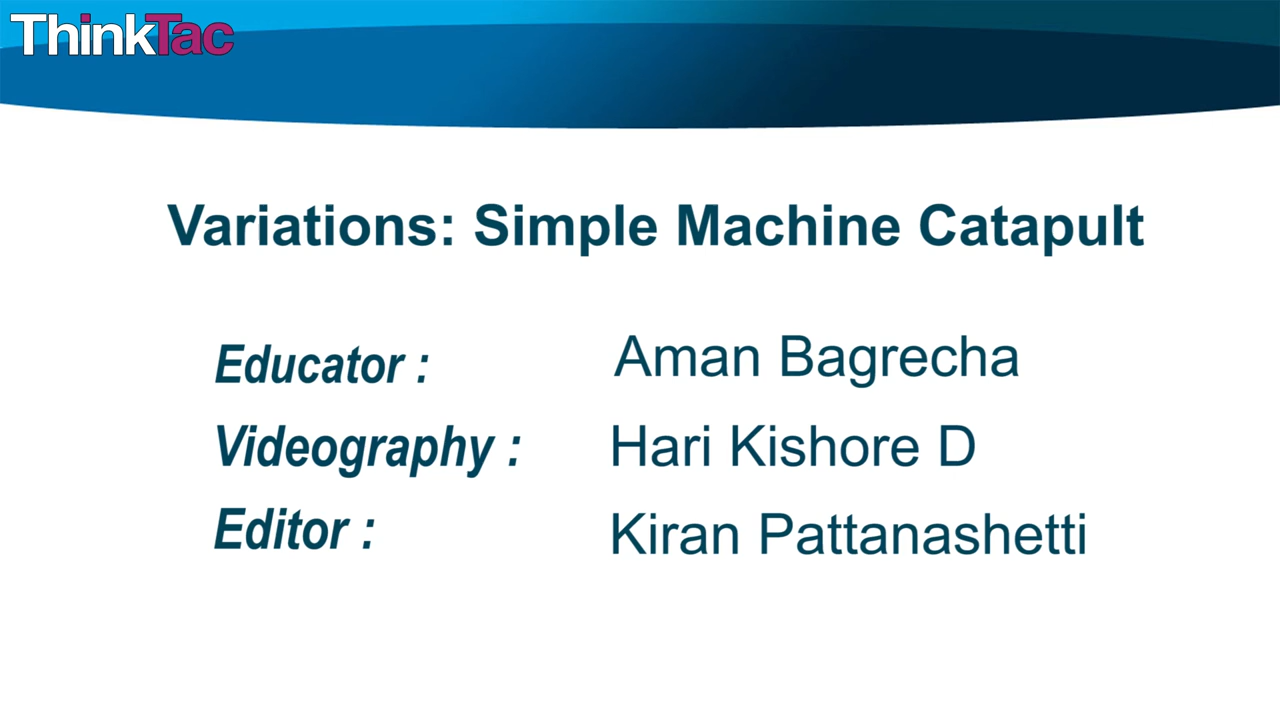 ThinkTac
Variations: Simple Machine Catapult
Educator : Aman Bagrecha
Videography : Hari Kishore D
Editor : Kiran Pattanashetti